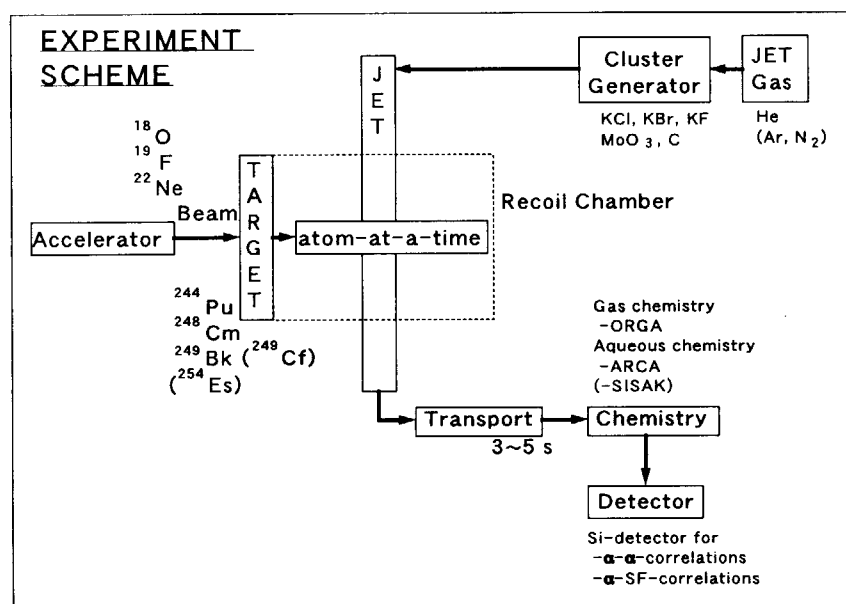 EXPERIMENT
SCHEME
JET
Cluster
Generator
JET
Gas
KCl, KBr, KF
MoO₃, C
He
(Ar, N₂)
¹⁸O
¹⁹F
²²Ne
Beam
TARGET
Recoil Chamber
Accelerator
atom-at-a-time
²⁴⁴Pu
²⁴⁸Cm
²⁴⁹Bk (²⁴⁹Cf)
(²⁵⁴Es)
Gas chemistry
-ORGA
Aqueous chemistry
-ARCA
(-SISAK)
Transport
3~5 s
Chemistry
Detector
Si-detector for
-α-α-correlations
-α-SF-correlations